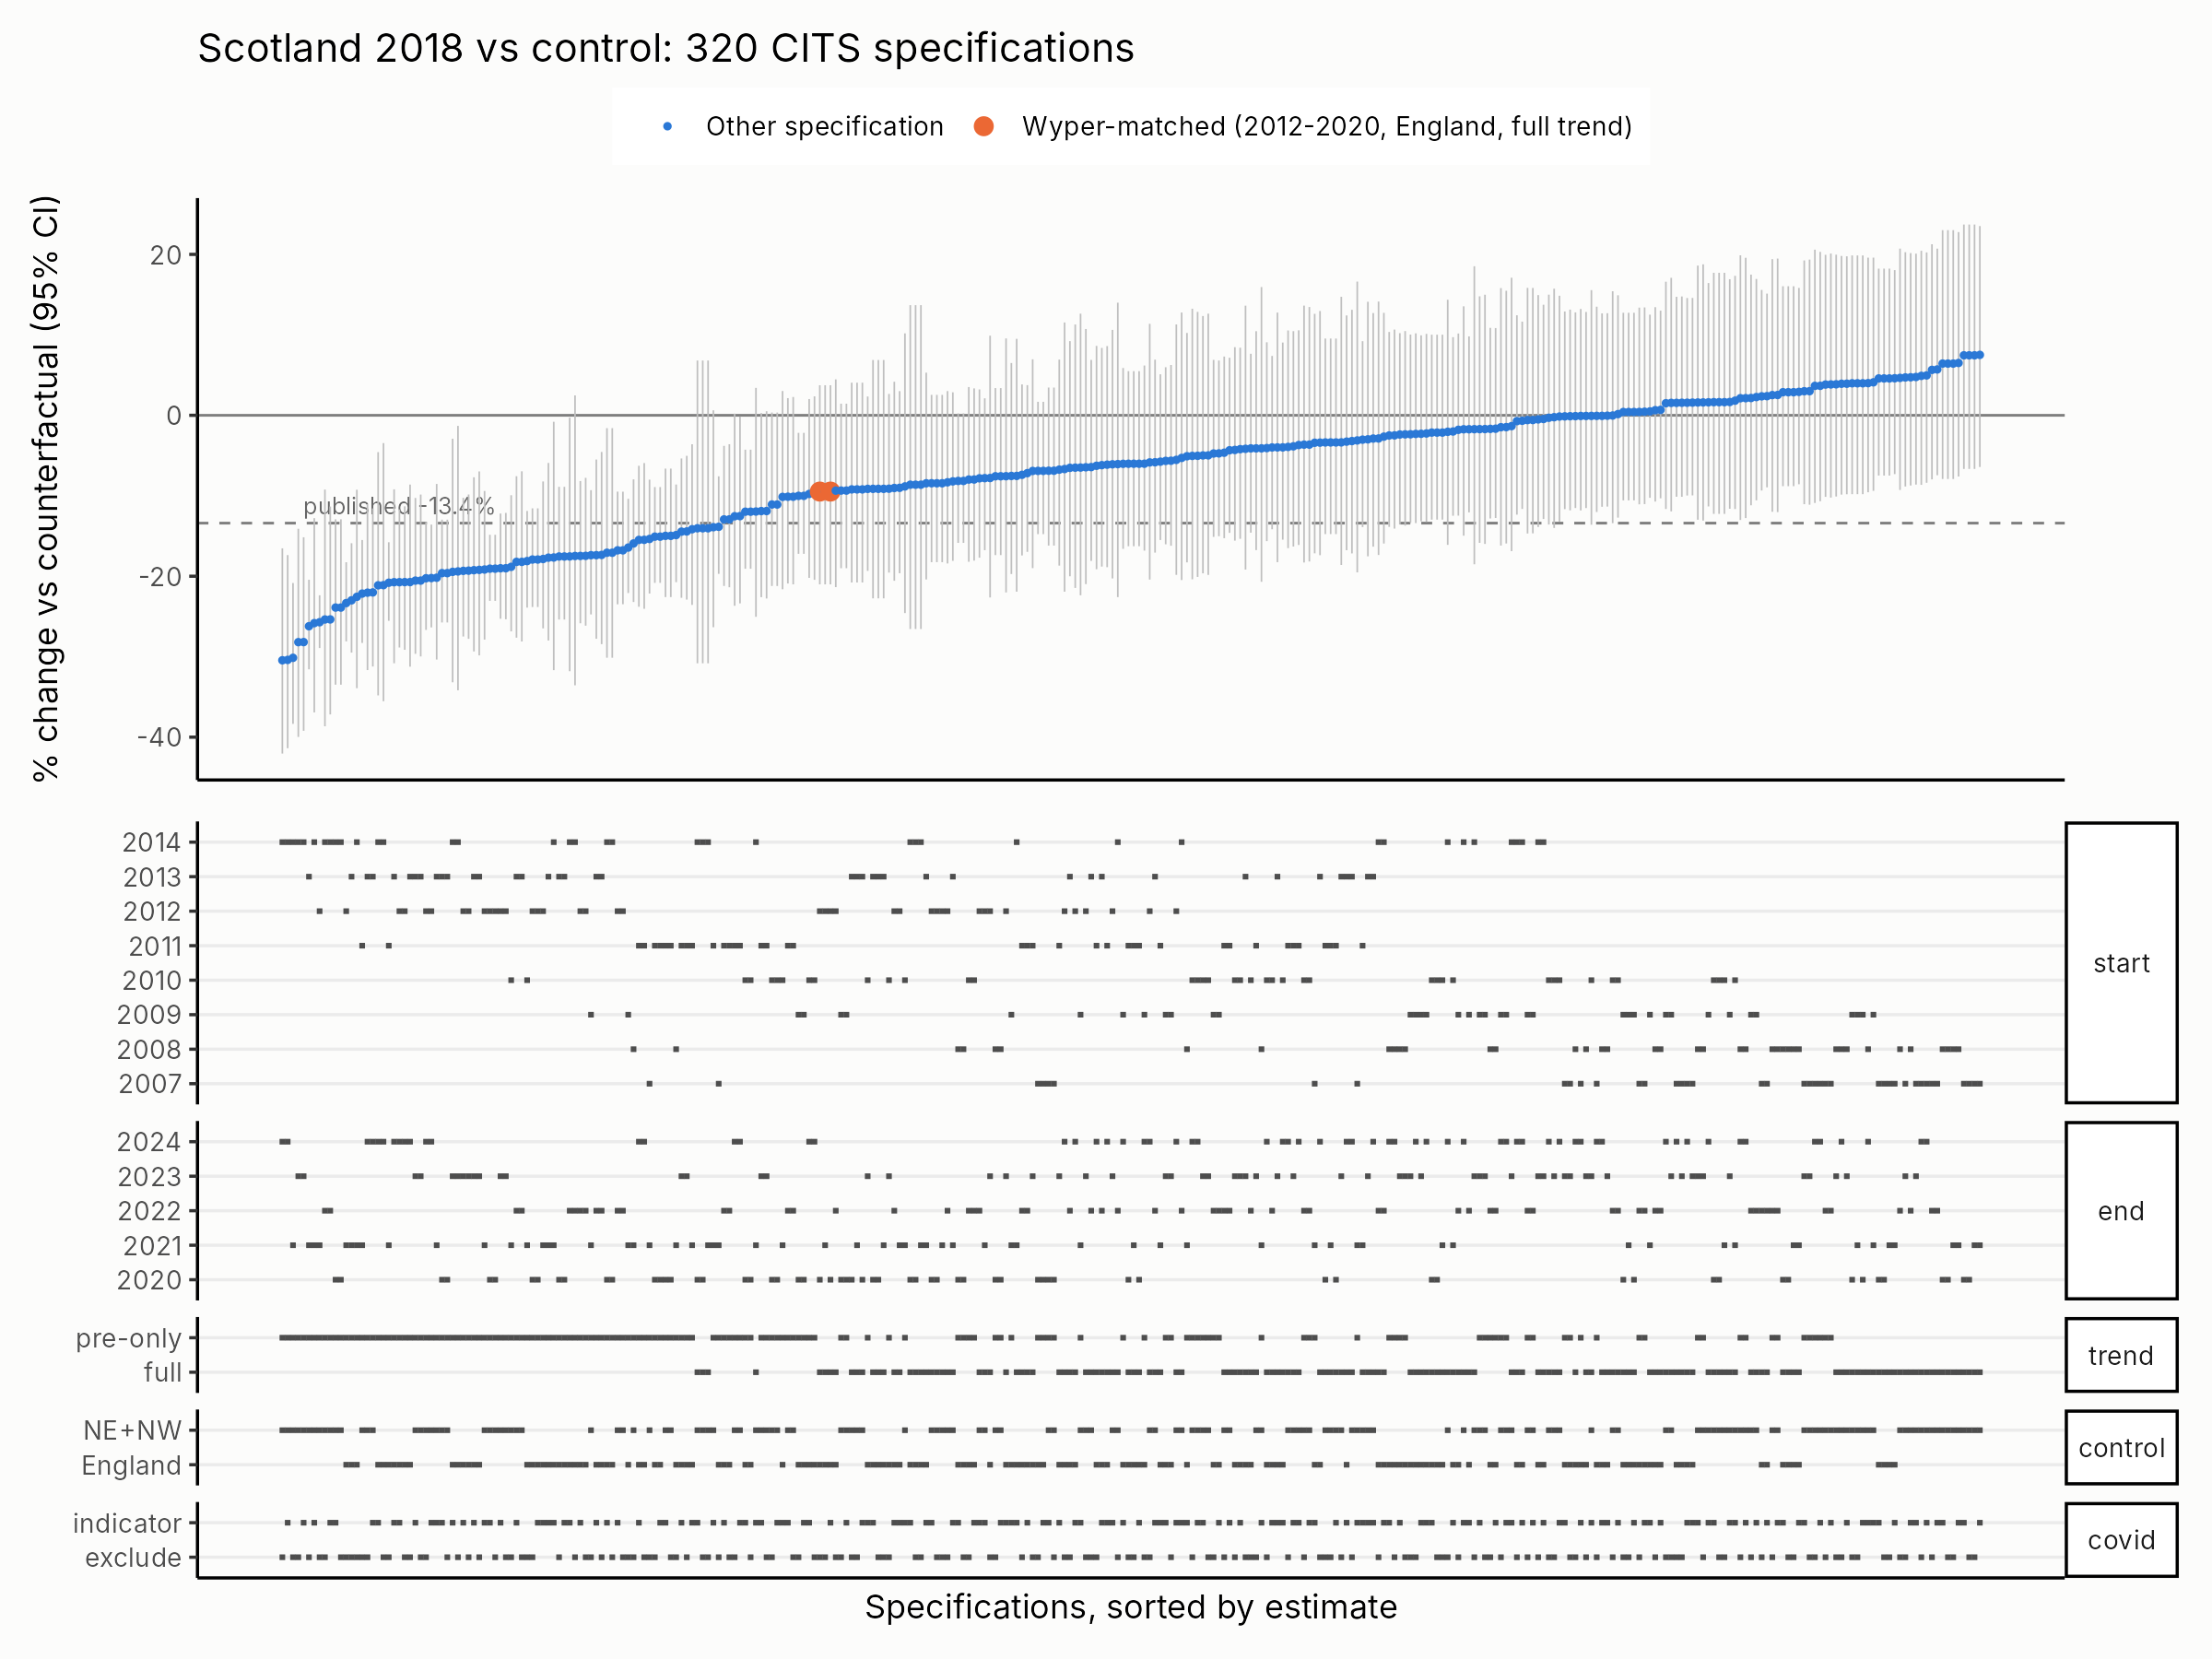 Scotland 2018 vs control: 320 CITS specifications
Other specification
Wyper-matched (2012-2020, England, full trend)
% change vs counterfactual (95% CI)
20
0
-20
-40
published -13.4%
2014
2013
2012
2011
2010
2009
2008
2007
start
2024
2023
2022
2021
2020
end
pre-only
full
trend
NE+NW
England
control
indicator
exclude
covid
Specifications, sorted by estimate